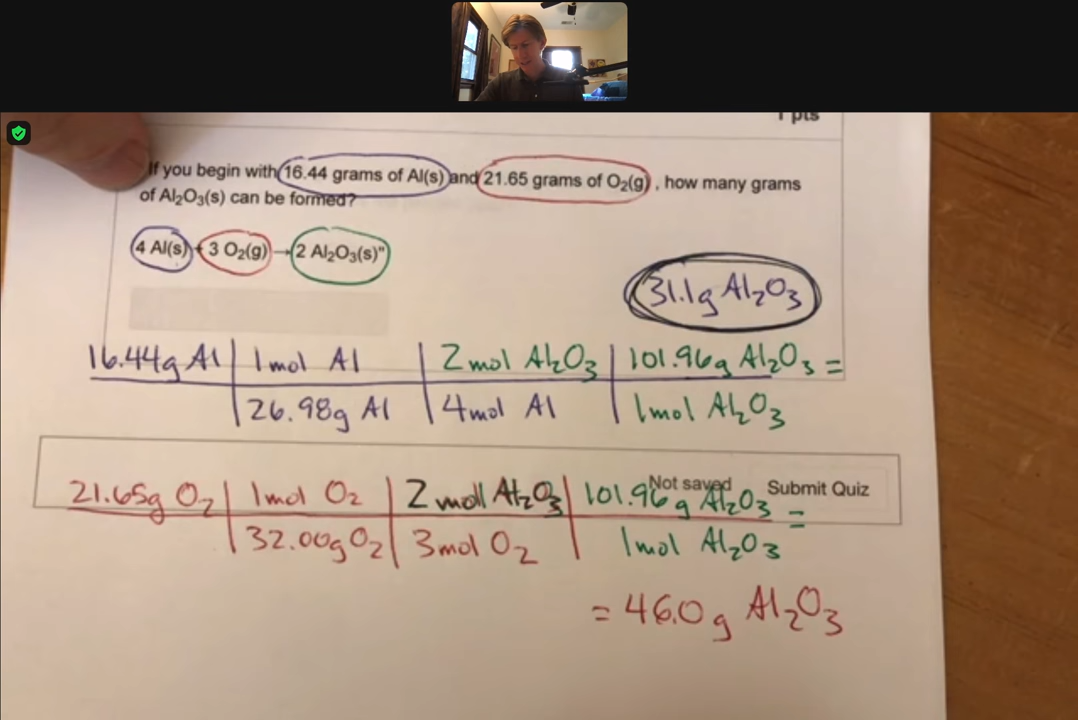 1 pts
If you begin with 16.44 grams of Al(s) and 21.65 grams of O₂(g) , how many grams
of Al₂O₃(s) can be formed?
4 Al(s) + 3 O₂(g) → 2 Al₂O₃(s)"
31.1g Al₂O₃
16.44g Al | 1mol Al | 2mol Al₂O₃ | 101.96g Al₂O₃ =
26.98g Al | 4mol Al | 1mol Al₂O₃
Not saved Submit Quiz
21.65g O₂ | 1mol O₂ | 2 mol Al₂O₃ | 101.96g Al₂O₃ =
32.00g O₂ | 3mol O₂ | 1mol Al₂O₃
= 46.0g Al₂O₃